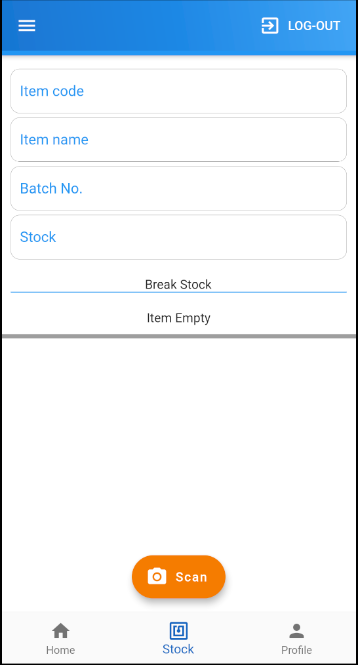 LOG-OUT
Item code
Item name
Batch No.
Stock
Break Stock
Item Empty
Scan
Home
Stock
Profile